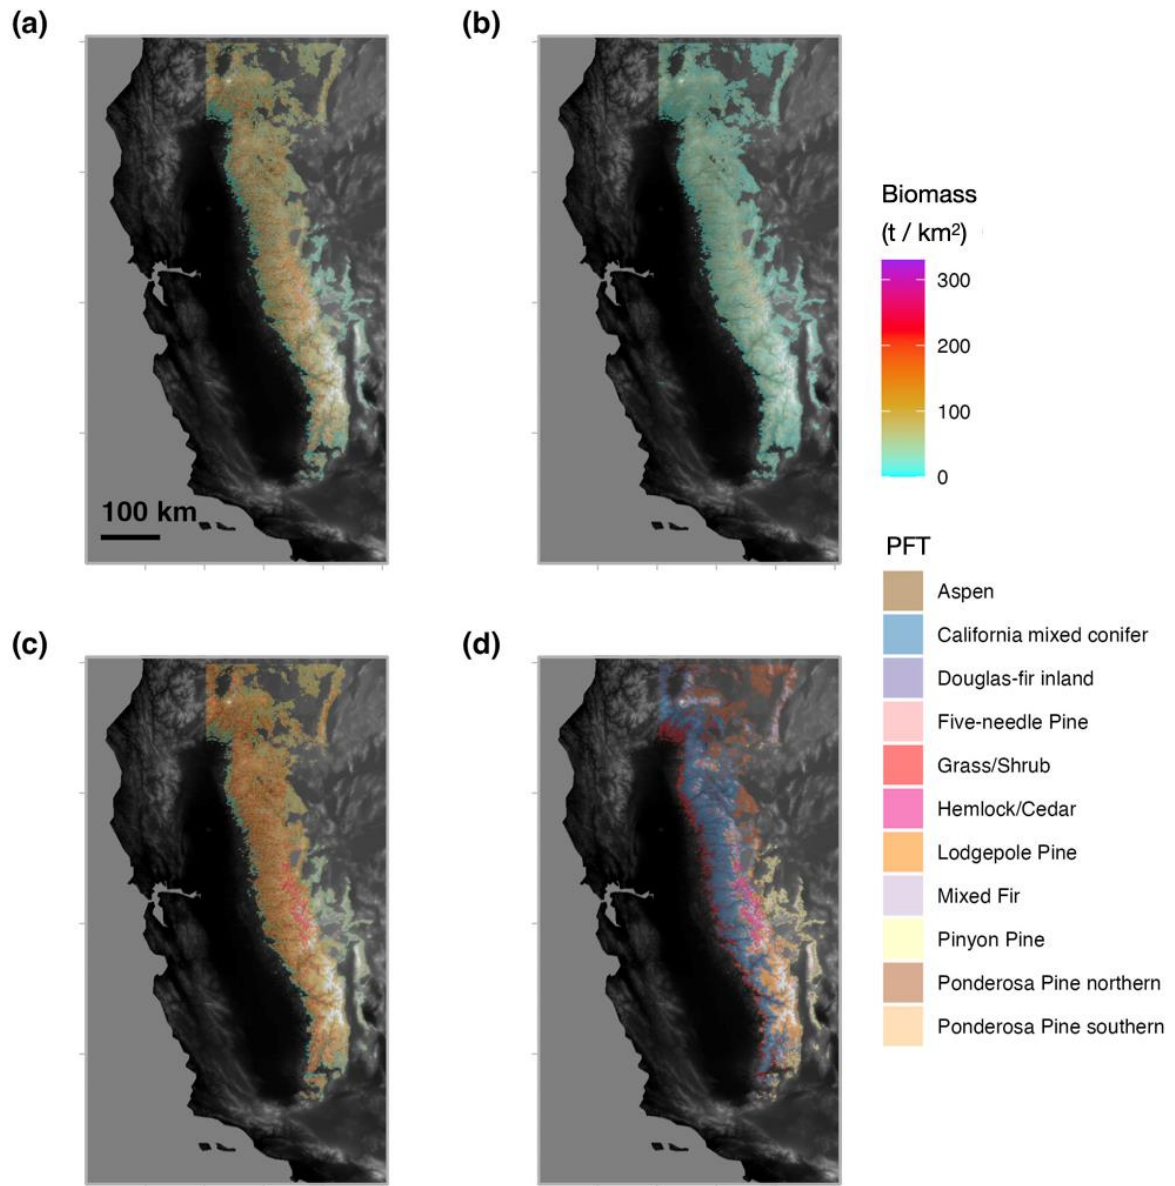 (a)
(b)
Biomass
(t / km²)
300
200
100
0
100 km
PFT
Aspen
California mixed conifer
Douglas-fir inland
Five-needle Pine
Grass/Shrub
Hemlock/Cedar
Lodgepole Pine
Mixed Fir
Pinyon Pine
Ponderosa Pine northern
Ponderosa Pine southern
(c)
(d)